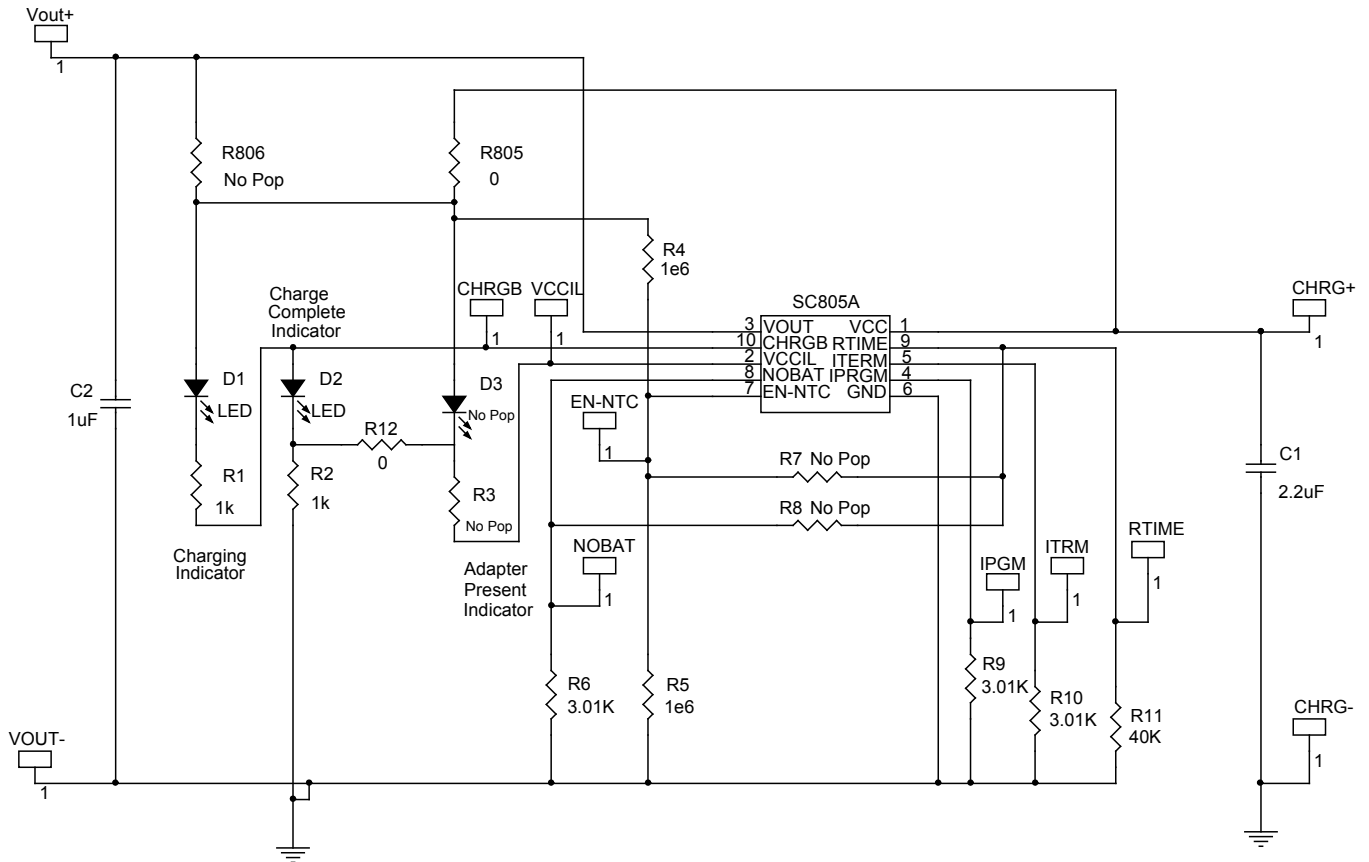 Vout+
1
R806
No Pop
R805
0
R4
1e6
Charge
Complete
Indicator
CHRGB
1
VCCIL
1
SC805A
3 VOUT VCC 1
10 CHRGB RTIME 9
2 VCCIL ITERM 5
8 NOBAT IPRGM 4
7 EN-NTC GND 6
CHRG+
1
C2
1uF
D1
LED
D2
LED
D3
No Pop
EN-NTC
1
R12
0
R1
1k
R2
1k
R3
No Pop
R7 No Pop
R8 No Pop
C1
2.2uF
Charging
Indicator
Adapter
Present
Indicator
NOBAT
1
IPGM
1
ITRM
1
RTIME
1
R6
3.01K
R5
1e6
R9
3.01K
R10
3.01K
R11
40K
VOUT-
1
CHRG-
1